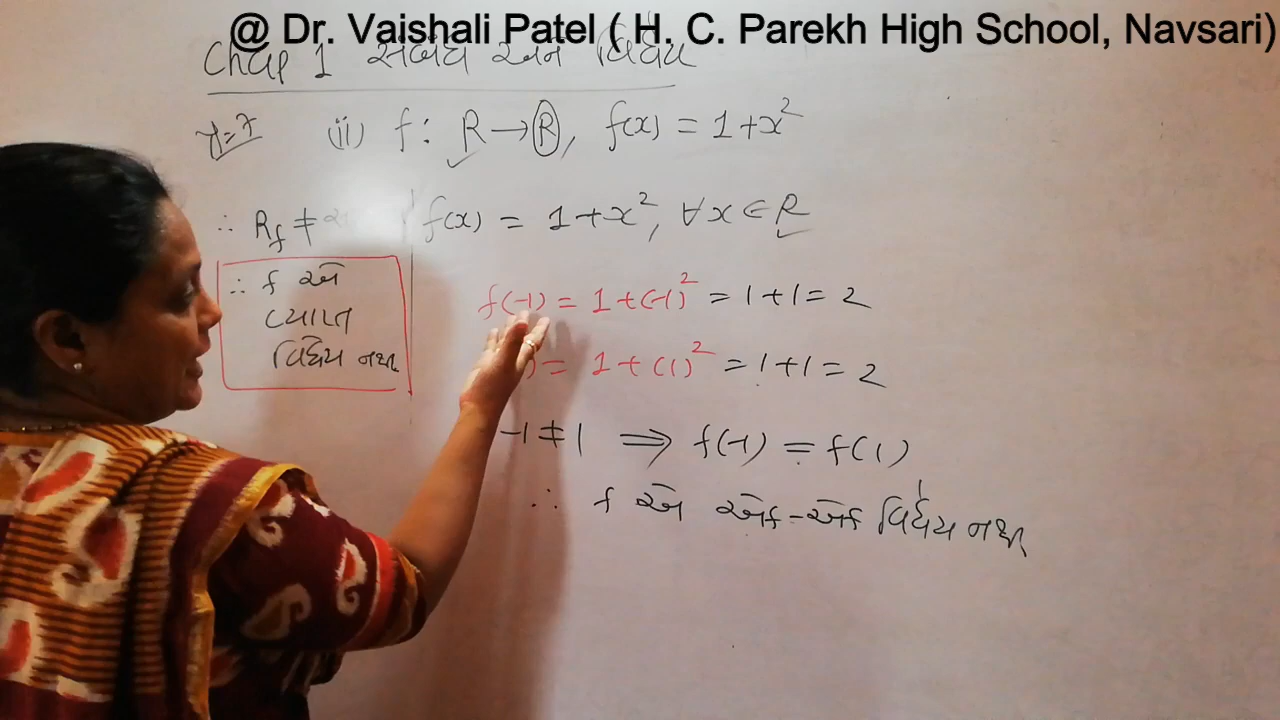 @ Dr. Vaishali Patel ( H. C. Parekh High School, Navsari)
Chap 1 સંબંધ અને વિધેય
(ii) f : R → R, f(x) = 1 + x²
∴ R_f ≠
∴ f એ
વ્યાપ્ત
વિધેય નથી
f(x) = 1 + x², ∀ x ∈ R
f(-1) = 1 + (-1)² = 1 + 1 = 2
) = 1 + (1)² = 1 + 1 = 2
-1 ≠ 1 ⇒ f(-1) = f(1)
∴ f એ એક-એક વિધેય નથી